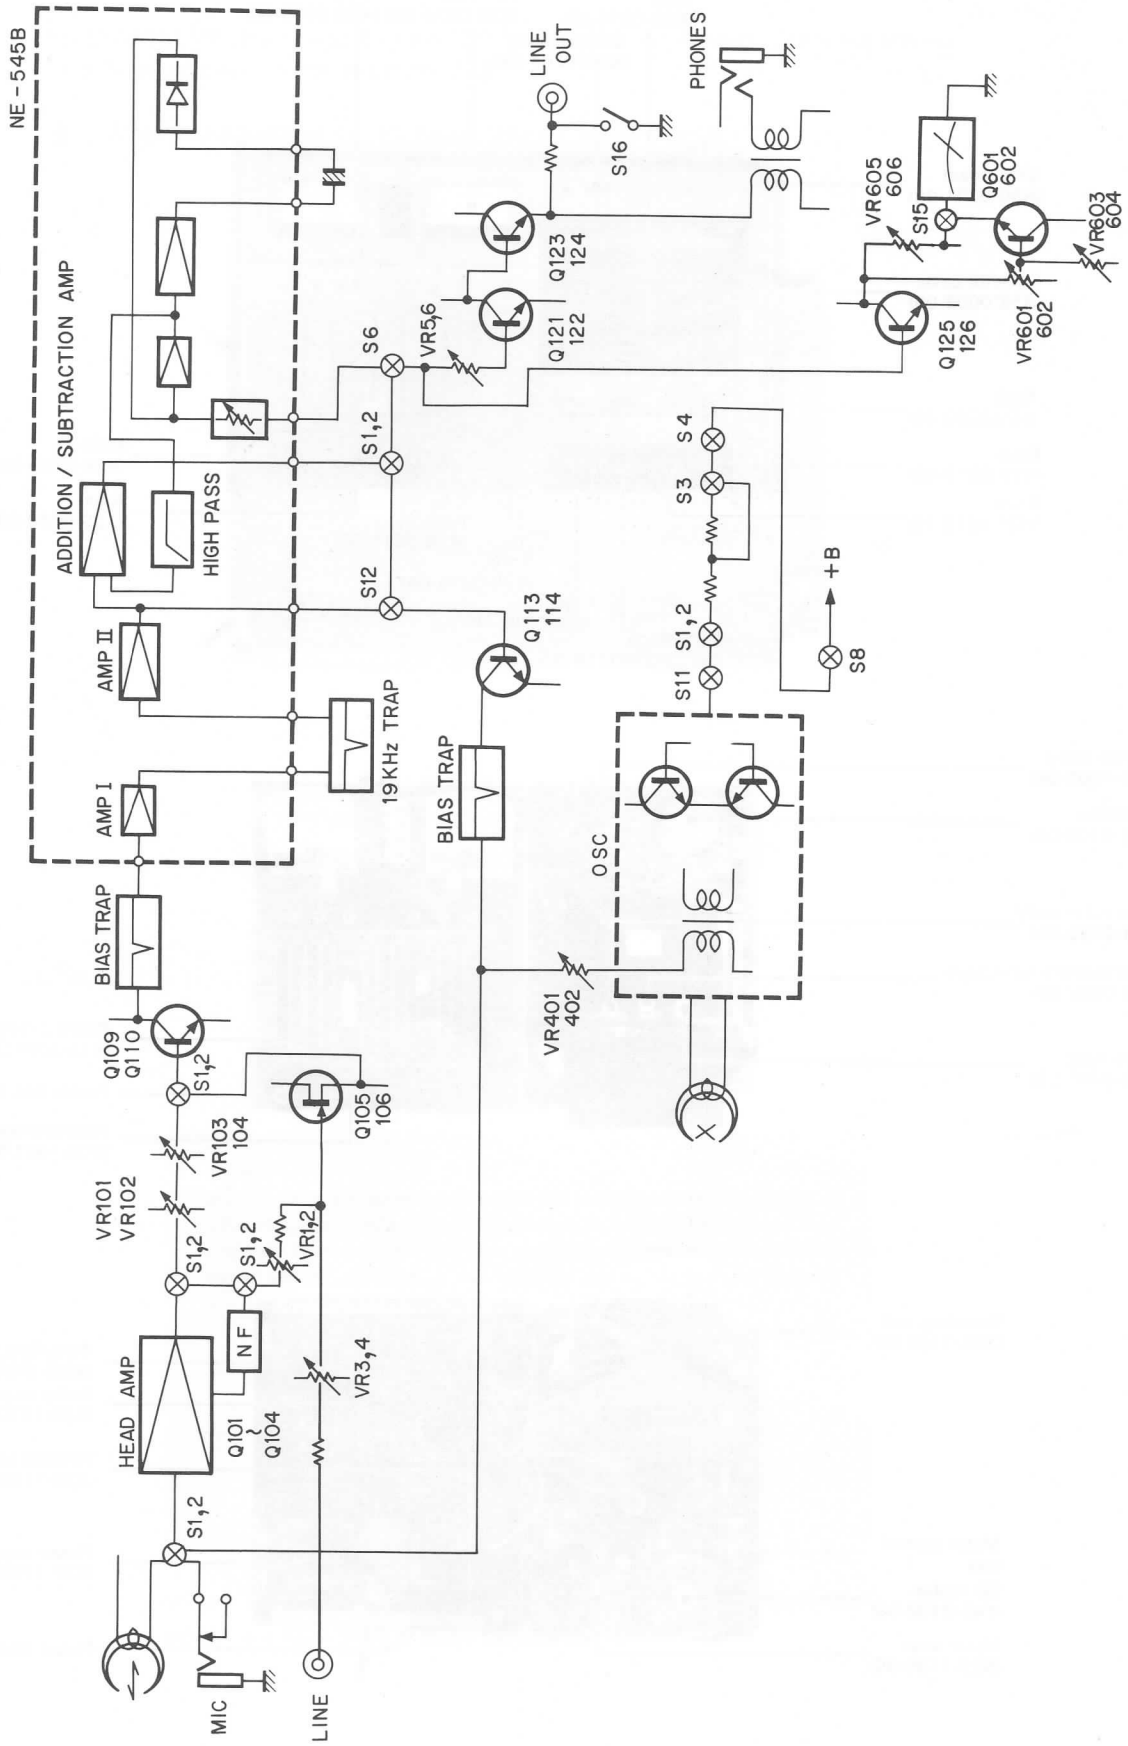 NE-545B
ADDITION / SUBTRACTION AMP
HIGH PASS
AMP II
AMP I
19KHz TRAP
BIAS TRAP
Q109
Q110
S1,2
VR103
104
VR101
VR102
S1,2
S1,2
VR1,2
HEAD AMP
NF
Q101
~
Q104
S1,2
MIC
LINE
VR3,4
Q105
106
S12
S1,2
S6
VR5,6
Q121
122
Q123
124
LINE
OUT
S16
PHONES
Q113
114
BIAS TRAP
VR401
402
OSC
S11
S1,2
S3
S4
S8
+B
Q125
126
VR605
606
S15
Q601
602
VR601
602
VR603
604